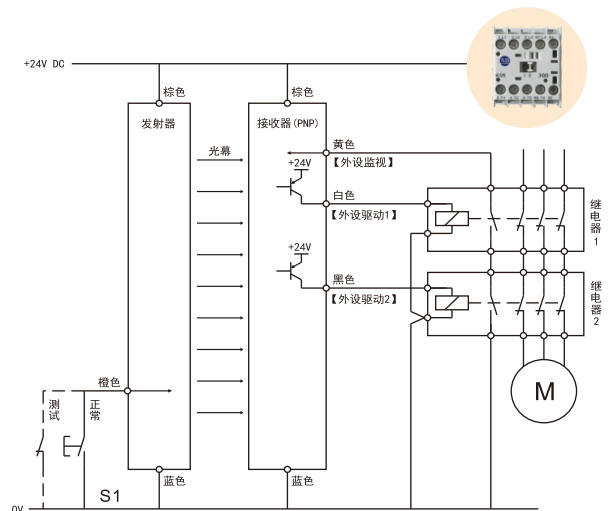 +24V DC
棕色
棕色
发射器
接收器(PNP)
光幕
黄色
【外设监视】
+24V
白色
【外设驱动1】
继电器1
+24V
黑色
【外设驱动2】
继电器2
M
橙色
测试
正常
蓝色
蓝色
S1
0V